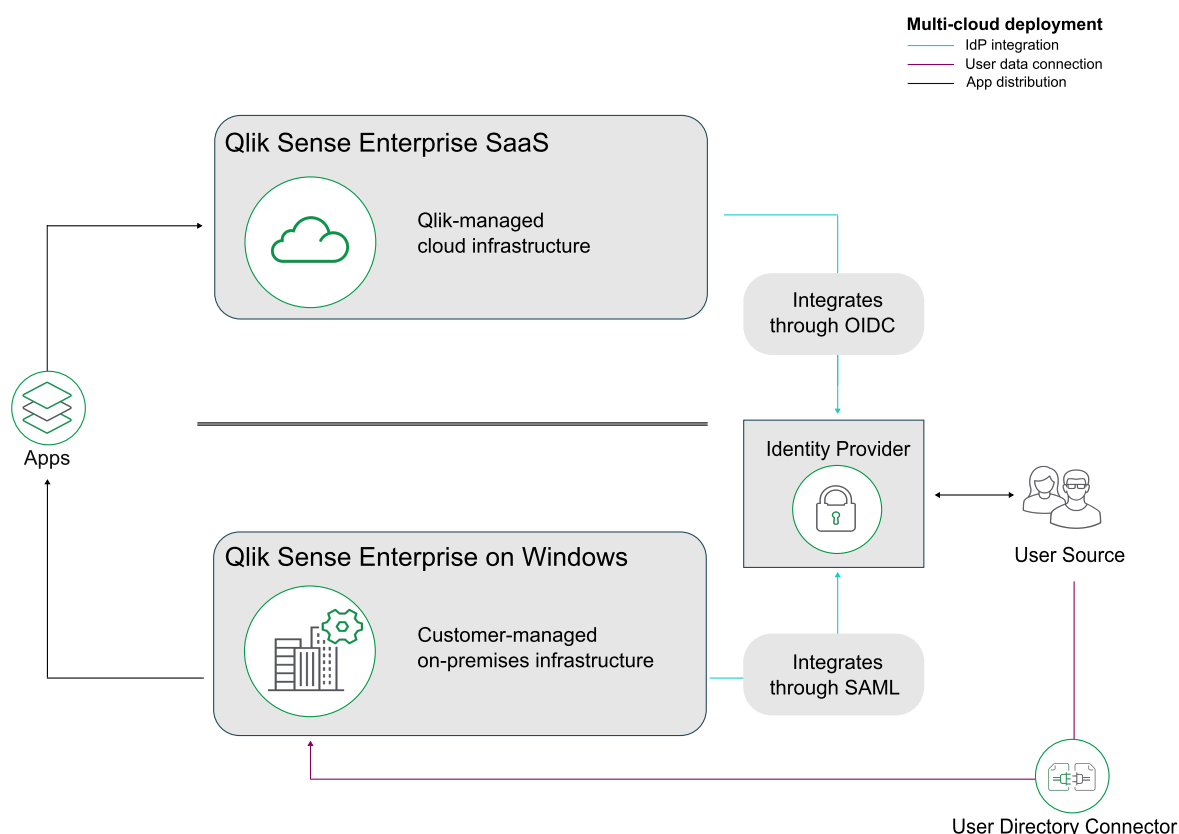 Multi-cloud deployment
IdP integration
User data connection
App distribution
Qlik Sense Enterprise SaaS
Qlik-managed
cloud infrastructure
Integrates
through OIDC
Apps
Identity Provider
User Source
Qlik Sense Enterprise on Windows
Customer-managed
on-premises infrastructure
Integrates
through SAML
User Directory Connector